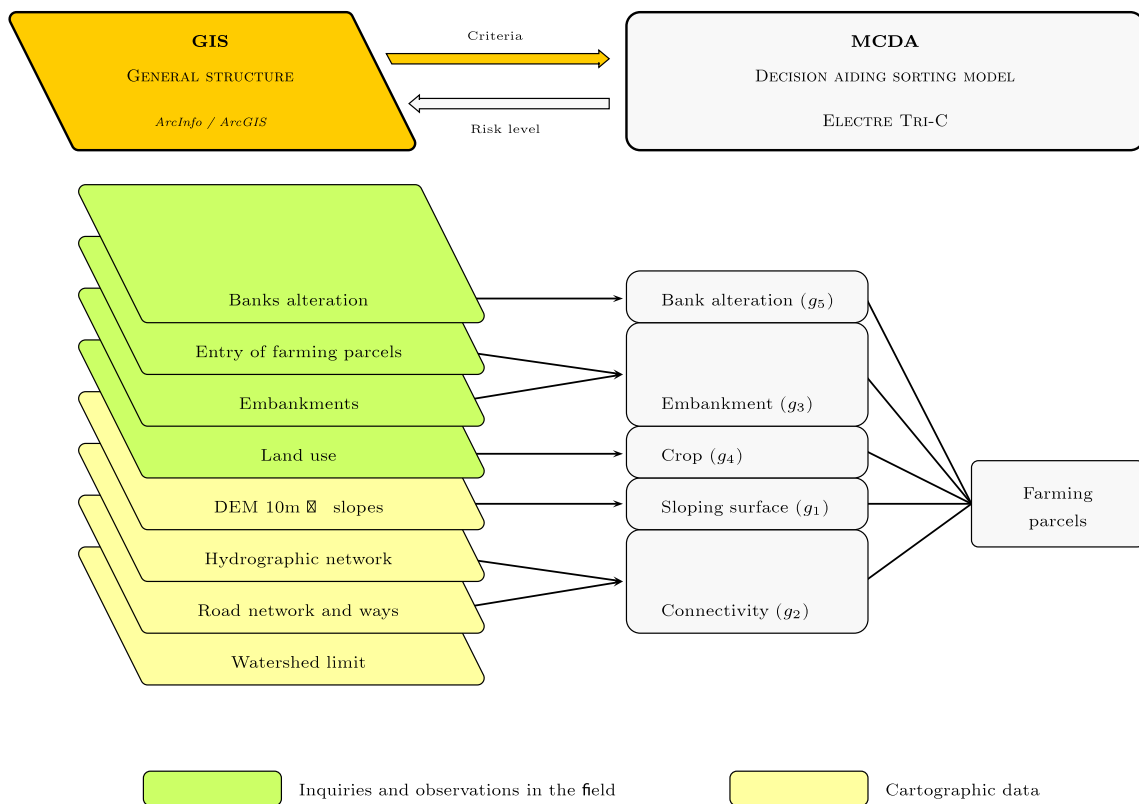 GIS
GENERAL STRUCTURE
ArcInfo / ArcGIS
Criteria
Risk level
MCDA
DECISION AIDING SORTING MODEL
ELECTRE TRI-C
Banks alteration
Entry of farming parcels
Embankments
Land use
DEM 10m slopes
Hydrographic network
Road network and ways
Watershed limit
Bank alteration (g₅)
Embankment (g₃)
Crop (g₄)
Sloping surface (g₁)
Connectivity (g₂)
Farming
parcels
Inquiries and observations in the field
Cartographic data